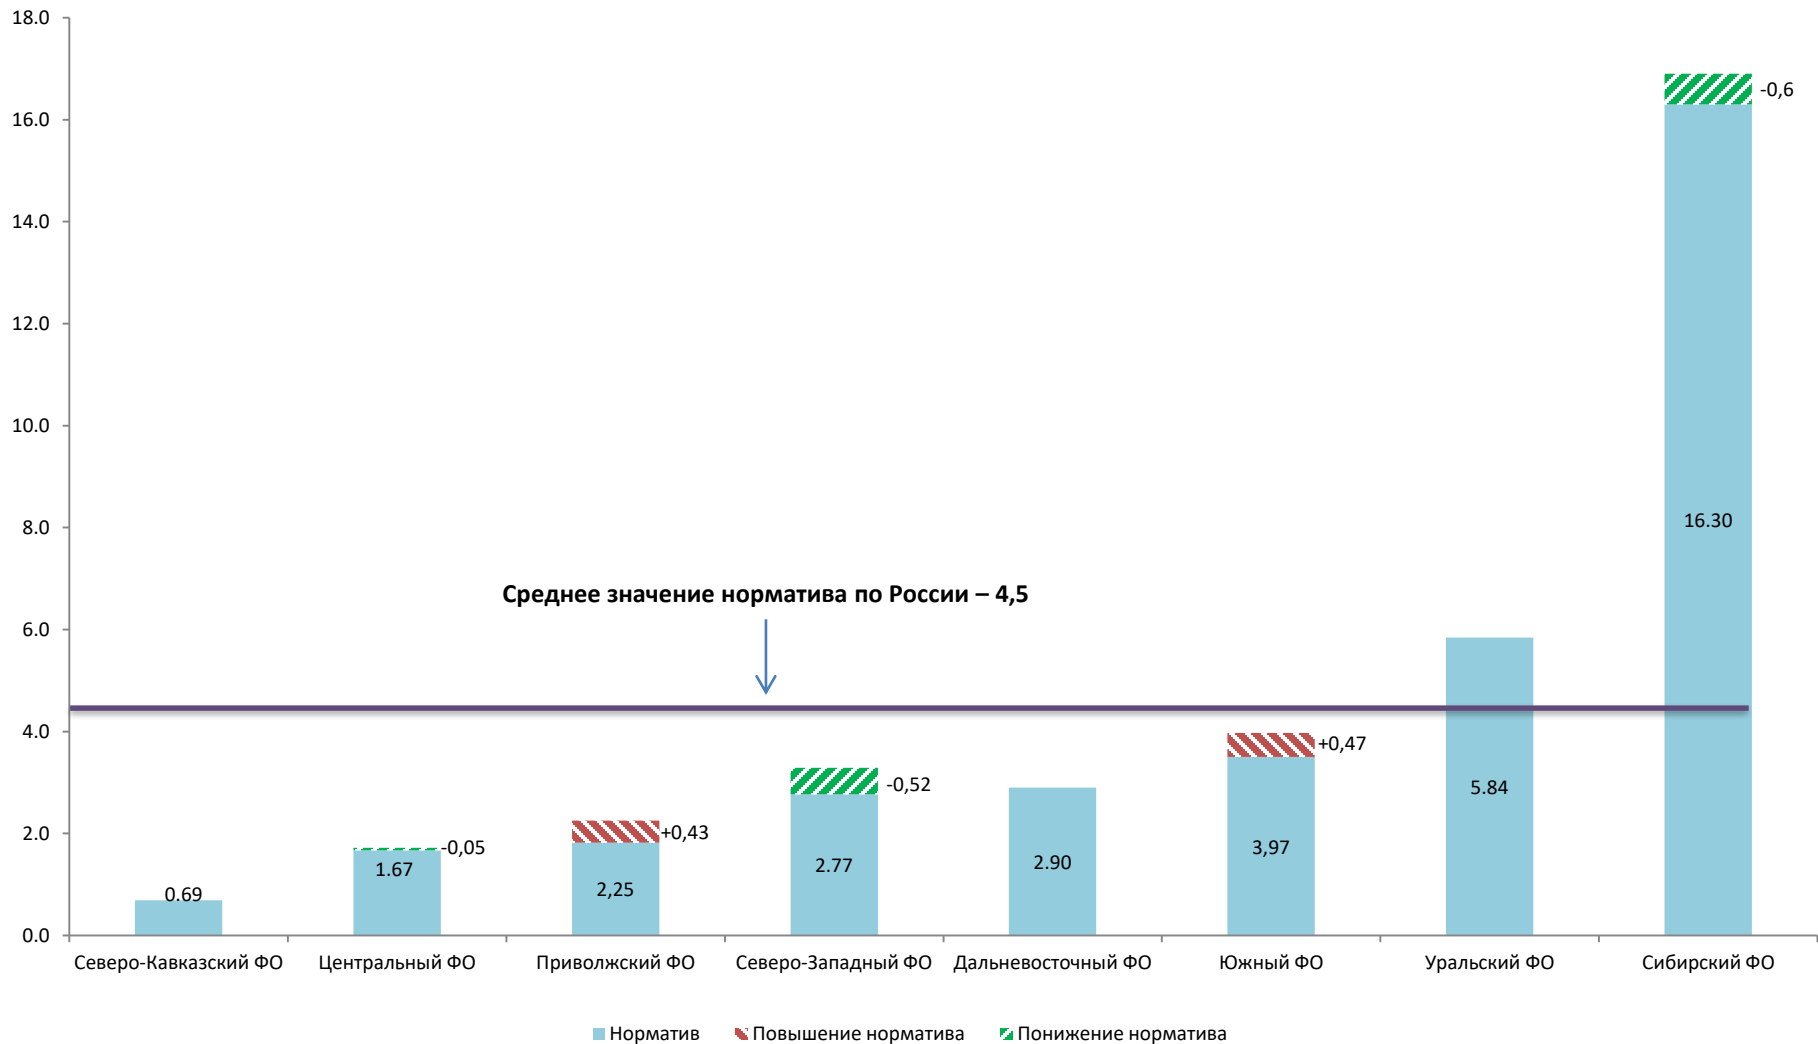 18.0
16.0
14.0
12.0
10.0
8.0
6.0
4.0
2.0
0.0
Среднее значение норматива по России – 4,5
0.69
1.67
-0,05
2,25
+0,43
2.77
-0,52
2.90
3,97
+0,47
5.84
16.30
-0,6
Северо-Кавказский ФО
Центральный ФО
Приволжский ФО
Северо-Западный ФО
Дальневосточный ФО
Южный ФО
Уральский ФО
Сибирский ФО
Норматив
Повышение норматива
Понижение норматива